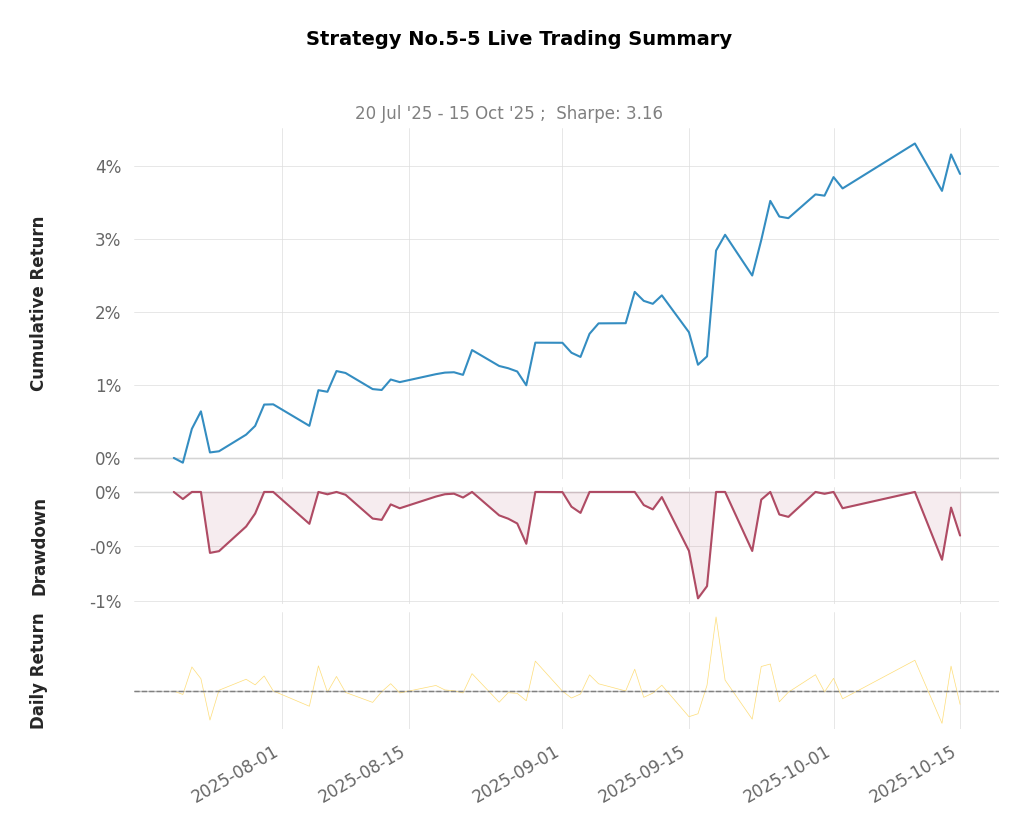 Strategy No.5-5 Live Trading Summary
20 Jul '25 - 15 Oct '25 ;  Sharpe: 3.16
Cumulative Return
4%
3%
2%
1%
0%
Drawdown
0%
-0%
-1%
Daily Return
2025-08-01
2025-08-15
2025-09-01
2025-09-15
2025-10-01
2025-10-15